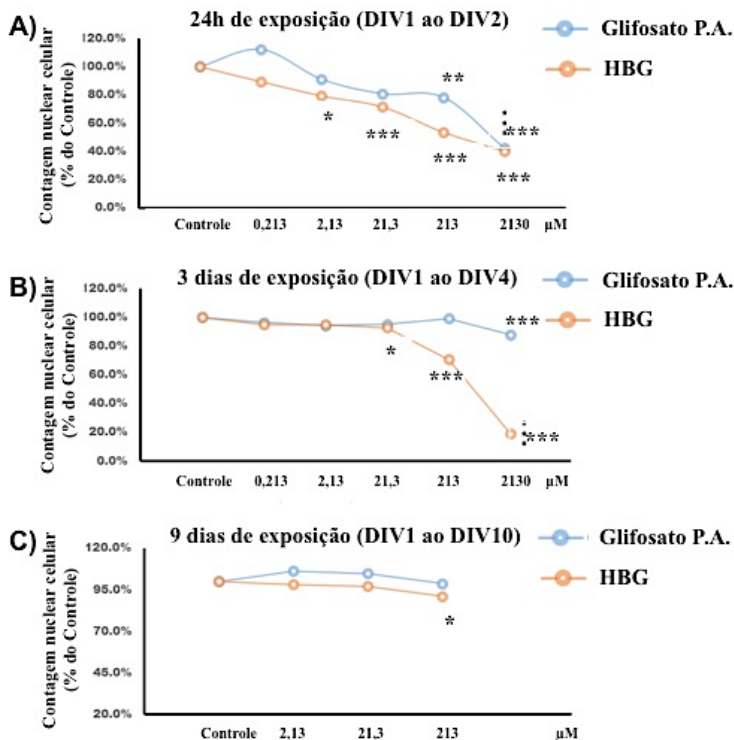 A)
24h de exposição (DIV1 ao DIV2)
Glifosato P.A.
HBG
Contagem nuclear celular
(% do Controle)
120.0%
100.0%
80.0%
60.0%
40.0%
20.0%
0.0%
**
*
***
***
***
***
Controle 0,213 2,13 21,3 213 2130 µM
B)
3 dias de exposição (DIV1 ao DIV4)
Glifosato P.A.
HBG
Contagem nuclear celular
(% do Controle)
120.0%
100.0%
80.0%
60.0%
40.0%
20.0%
0.0%
***
*
***
***
Controle 0,213 2,13 21,3 213 2130 µM
C)
9 dias de exposição (DIV1 ao DIV10)
Glifosato P.A.
HBG
Contagem nuclear celular
(% do Controle)
120.0%
95.0%
70.0%
45.0%
20.0%
*
Controle 2,13 21,3 213 µM